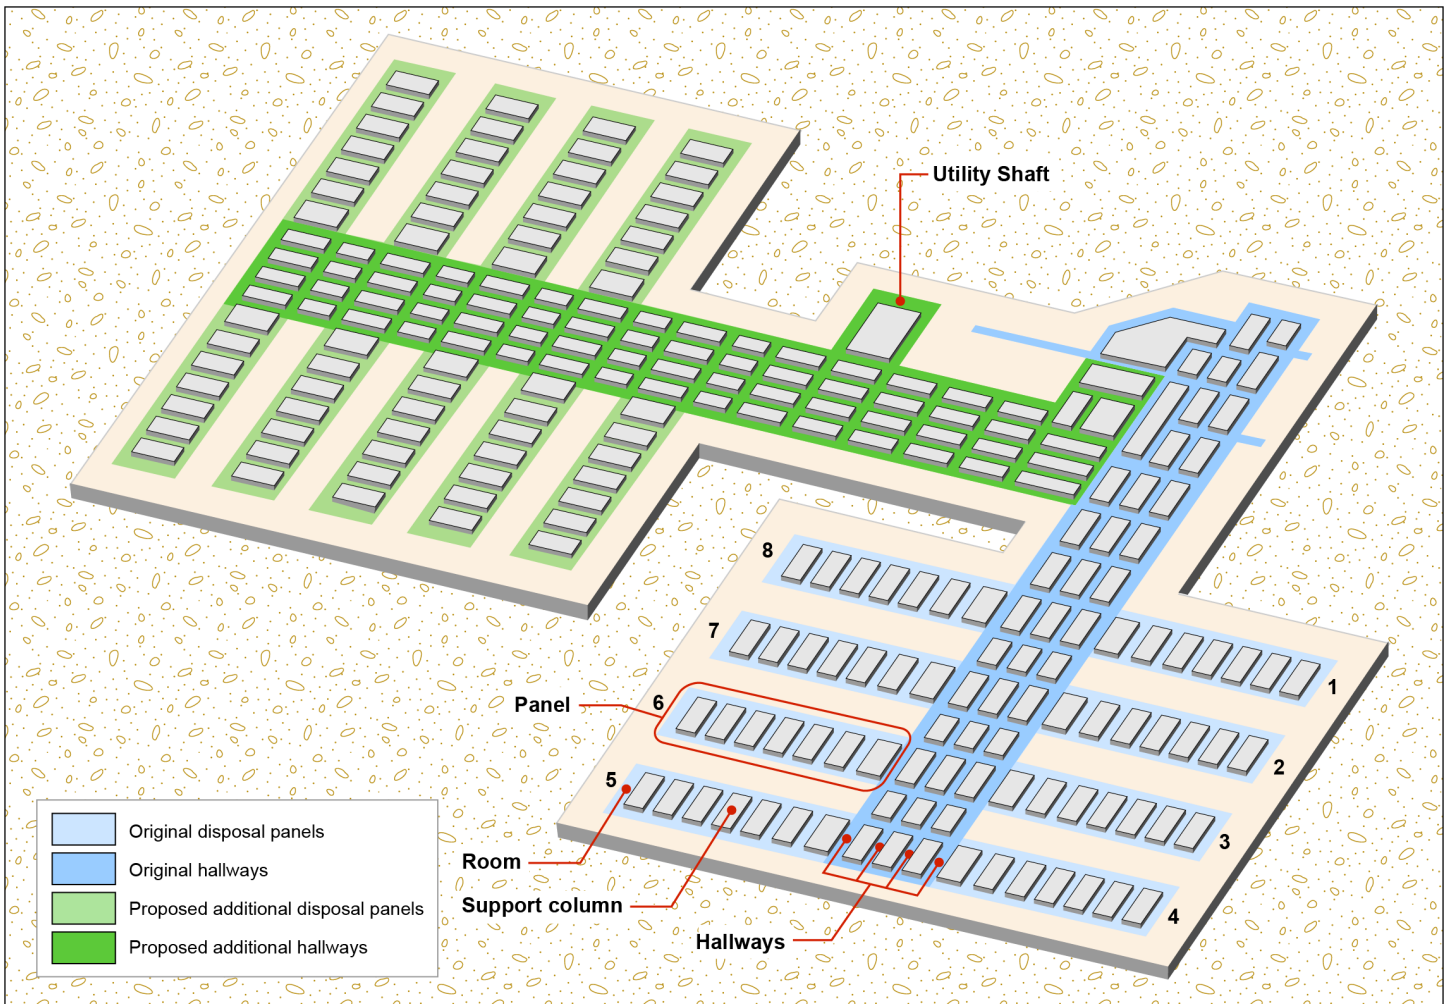 Utility Shaft
8
7
Panel
6
1
2
5
3
Room
Support column
4
Hallways
Original disposal panels
Original hallways
Proposed additional disposal panels
Proposed additional hallways